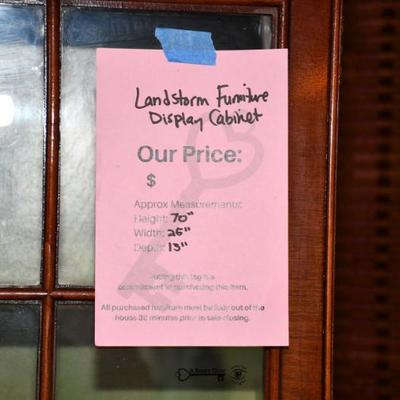 Landstorm Furniture
Display Cabinet
Our Price:
$
Approx Measurements:
Height: 70"
Width: 26"
Depth: 13"
Pulling this tag is a
commitment to purchasing this item.
All purchased furniture must be fully out of the
house 30 minutes prior to sale closing.